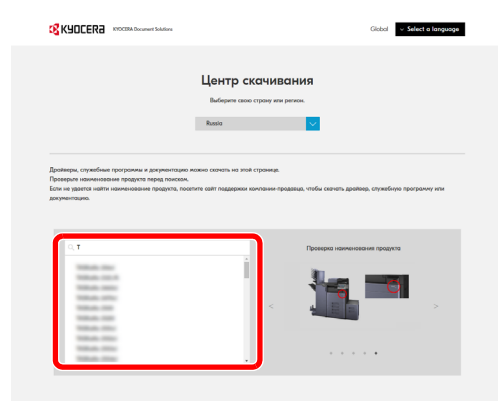 KYOCERA KYOCERA Document Solutions Global Select a language
Центр скачивания
Выберите свою страну или регион.
Russia
Драйверы, служебные программы и документацию можно скачать на этой странице.
Проверьте наименование продукта перед поиском.
Если не удается найти наименование продукта, посетите сайт поддержки компании-продавца, чтобы скачать драйвер, служебную программу или
документацию.
T
Проверка наименования продукта